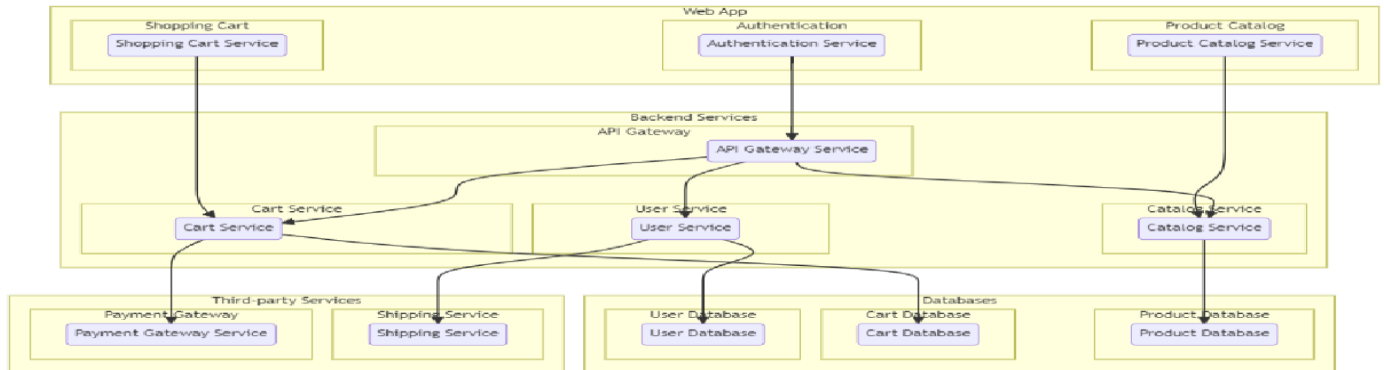 Web App
Shopping Cart
Authentication
Product Catalog
Shopping Cart Service
Authentication Service
Product Catalog Service
Backend Services
API Gateway
API Gateway Service
Cart Service
User Service
Catalog Service
Cart Service
User Service
Catalog Service
Third-party Services
Databases
Payment Gateway
Shipping Service
User Database
Cart Database
Product Database
Payment Gateway Service
Shipping Service
User Database
Cart Database
Product Database